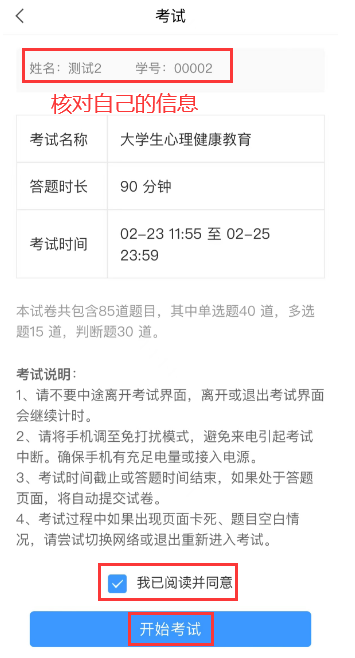 考试
姓名：测试2 学号：00002
核对自己的信息
考试名称 大学生心理健康教育
答题时长 90 分钟
考试时间 02-23 11:55 至 02-25
23:59
本试卷共包含85道题目，其中单选题40 道，多选
题15 道，判断题30 道。
考试说明：
1、请不要中途离开考试界面，离开或退出考试界面
会继续计时。
2、请将手机调至免打扰模式，避免来电引起考试
中断。确保手机有充足电量或接入电源。
3、考试时间截止或答题时间结束，如果处于答题
页面，将自动提交试卷。
4、考试过程中如果出现页面卡死、题目空白情
况，请尝试切换网络或退出重新进入考试。
我已阅读并同意
开始考试